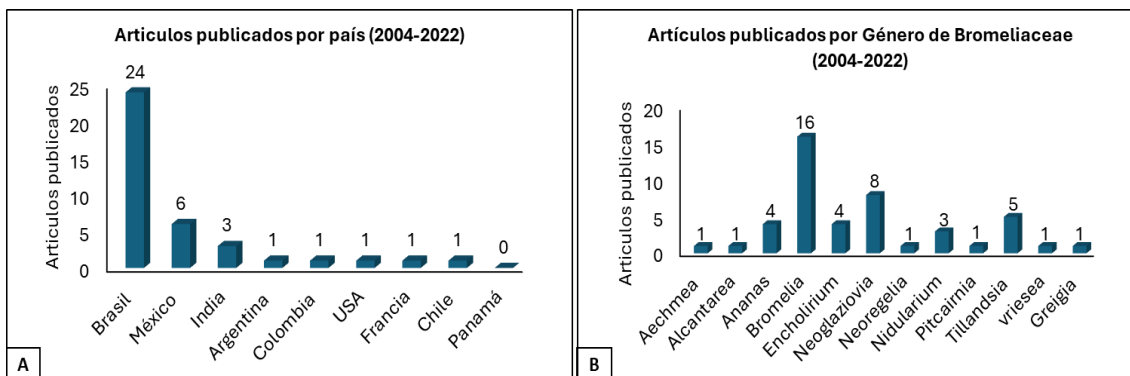 Articulos publicados por país (2004-2022)
Articulos publicados
25
20
15
10
5
0
24
6
3
1
1
1
1
1
0
Brasil
México
India
Argentina
Colombia
USA
Francia
Chile
Panamá
A
Artículos publicados por Género de Bromeliaceae
(2004-2022)
Articulos publicados
20
15
10
5
0
1
1
4
16
4
8
1
3
1
5
1
1
Aechmea
Alcantarea
Ananas
Bromelia
Encholirium
Neoglaziovia
Neoregelia
Nidularium
Pitcairnia
Tillandsia
vriesea
Greigia
B